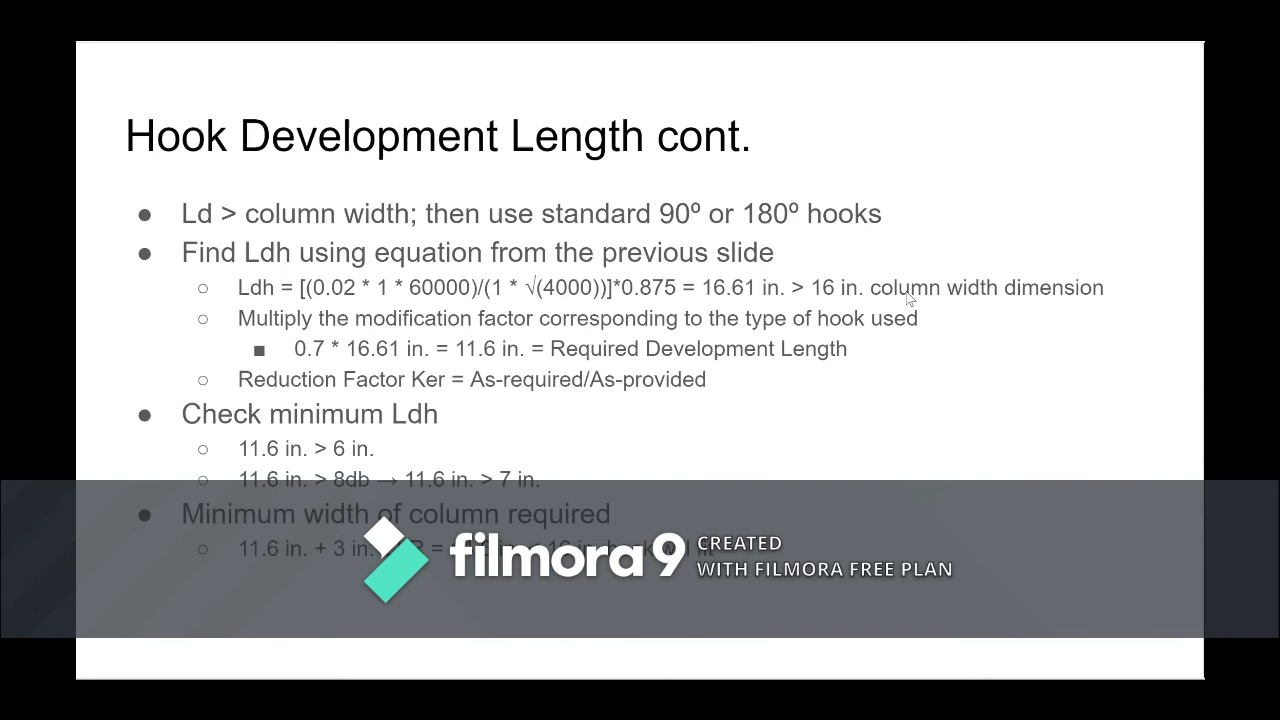 Hook Development Length cont.
● Ld > column width; then use standard 90º or 180º hooks
● Find Ldh using equation from the previous slide
○ Ldh = [(0.02 * 1 * 60000)/(1 * √(4000))]*0.875 = 16.61 in. > 16 in. column width dimension
○ Multiply the modification factor corresponding to the type of hook used
■ 0.7 * 16.61 in. = 11.6 in. = Required Development Length
○ Reduction Factor Ker = As-required/As-provided
● Check minimum Ldh
○ 11.6 in. > 6 in.
○ 11.6 in. > 8db → 11.6 in. > 7 in.
● Minimum width of column required
○ 11.6 in. + 3 in.
filmora 9 CREATED
WITH FILMORA FREE PLAN